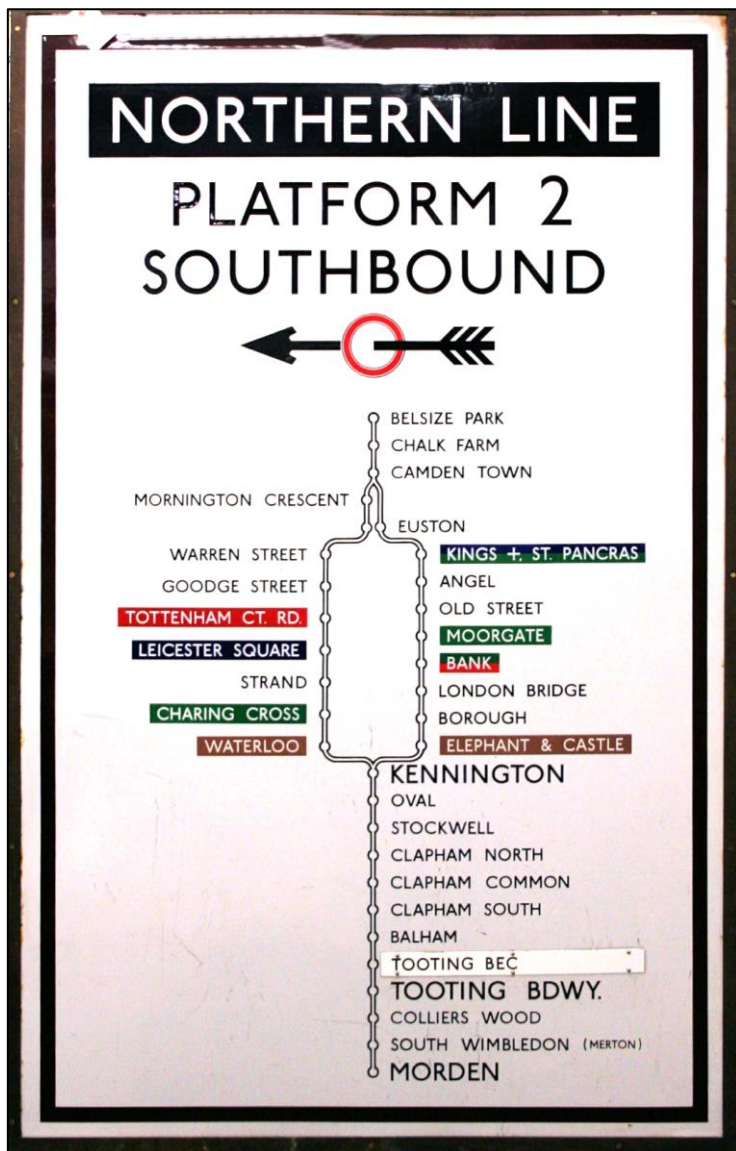 NORTHERN LINE
PLATFORM 2
SOUTHBOUND
BELSIZE PARK
CHALK FARM
CAMDEN TOWN
MORNINGTON CRESCENT
EUSTON
WARREN STREET
GOODGE STREET
TOTTENHAM CT. RD.
LEICESTER SQUARE
STRAND
CHARING CROSS
WATERLOO
KINGS +, ST. PANCRAS
ANGEL
OLD STREET
MOORGATE
BANK
LONDON BRIDGE
BOROUGH
ELEPHANT & CASTLE
KENNINGTON
OVAL
STOCKWELL
CLAPHAM NORTH
CLAPHAM COMMON
CLAPHAM SOUTH
BALHAM
TOOTING BEC
TOOTING BDWY.
COLLIERS WOOD
SOUTH WIMBLEDON (MERTON)
MORDEN